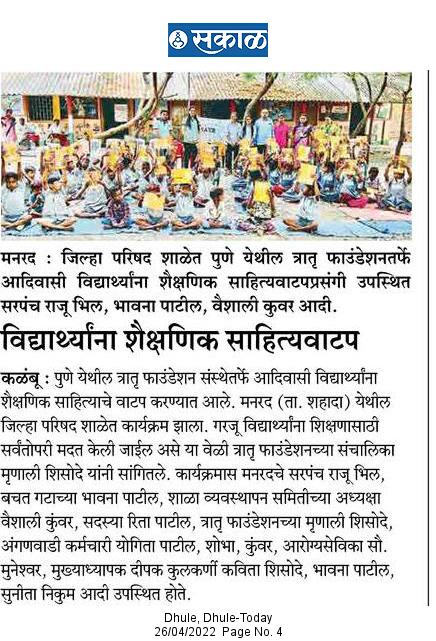 सकाळ
मनरद : जिल्हा परिषद शाळेत पुणे येथील त्रातृ फाउंडेशनतर्फे
आदिवासी विद्यार्थ्यांना शैक्षणिक साहित्यवाटपप्रसंगी उपस्थित
सरपंच राजू भिल, भावना पाटील, वैशाली कुवर आदी.
विद्यार्थ्यांना शैक्षणिक साहित्यवाटप
कळंबू : पुणे येथील त्रातृ फाउंडेशन संस्थेतर्फे आदिवासी विद्यार्थ्यांना
शैक्षणिक साहित्याचे वाटप करण्यात आले. मनरद (ता. शहादा) येथील
जिल्हा परिषद शाळेत कार्यक्रम झाला. गरजू विद्यार्थ्यांना शिक्षणासाठी
सर्वंतोपरी मदत केली जाईल असे या वेळी त्रातृ फाउंडेशनच्या संचालिका
मृणाली शिसोदे यांनी सांगितले. कार्यक्रमास मनरदचे सरपंच राजू भिल,
बचत गटाच्या भावना पाटील, शाळा व्यवस्थापन समितीच्या अध्यक्षा
वैशाली कुंवर, सदस्या रिता पाटील, त्रातृ फाउंडेशनच्या मृणाली शिसोदे,
अंगणवाडी कर्मचारी योगिता पाटील, शोभा, कुंवर, आरोग्यसेविका सौ.
मुनेश्वर, मुख्याध्यापक दीपक कुलकर्णी कविता शिसोदे, भावना पाटील,
सुनीता निकुम आदी उपस्थित होते.
Dhule, Dhule-Today
26/04/2022 Page No. 4